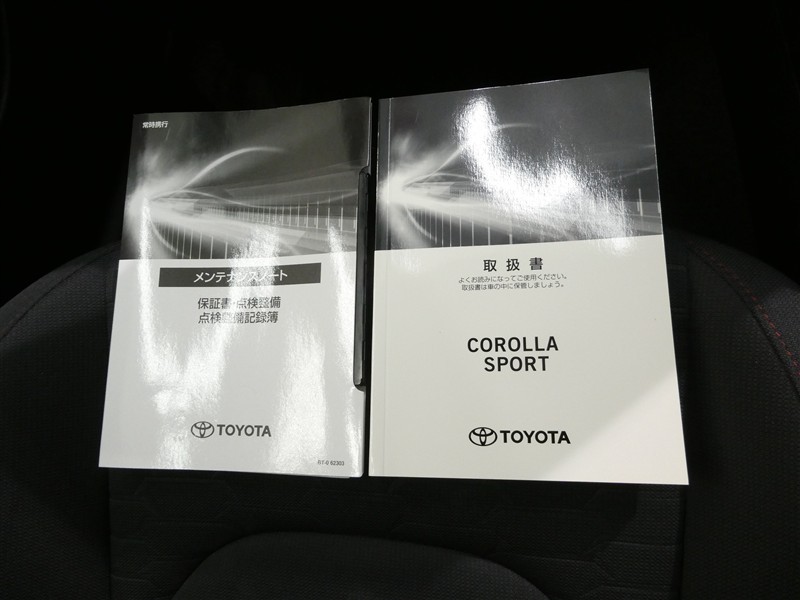 常時携行
メンテナンスノート
保証書・点検整備
点検整備記録簿
TOYOTA
BT-0 62303
取扱書
よくお読みになってご使用ください。
取扱書は車の中に保管しましょう。
COROLLA
SPORT
TOYOTA